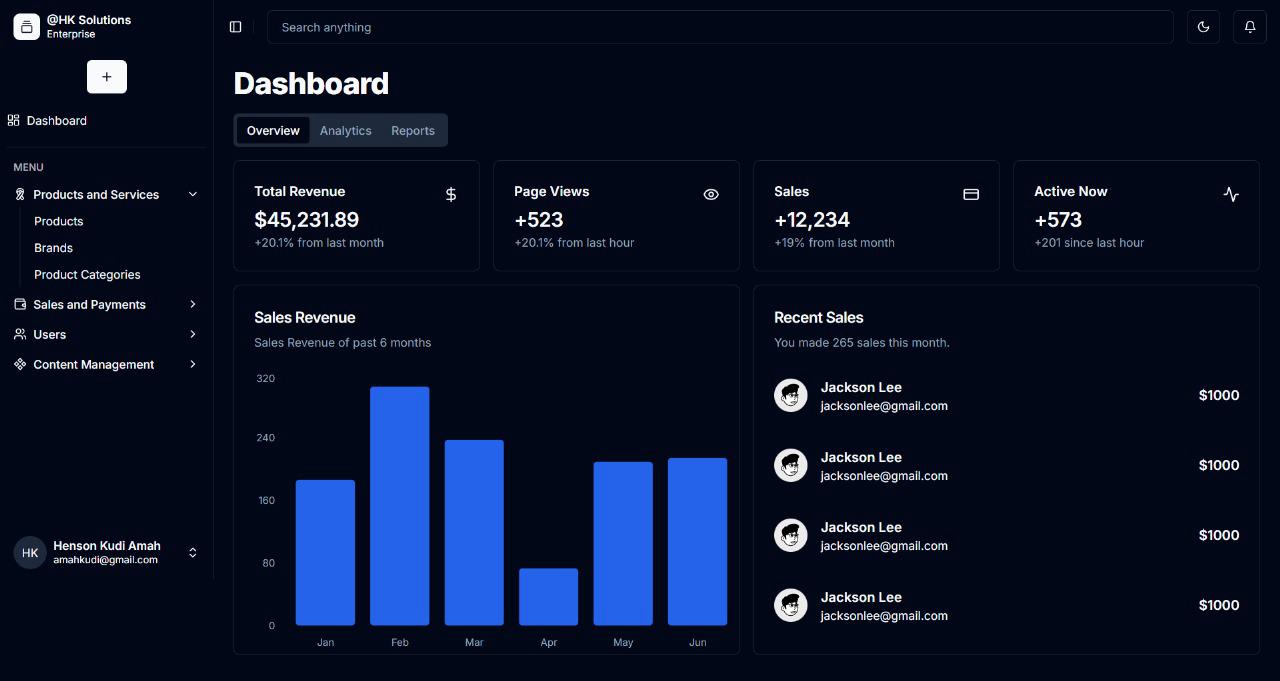 @HK Solutions
Enterprise
Search anything
Dashboard
MENU
Products and Services
Products
Brands
Product Categories
Sales and Payments
Users
Content Management
HK
Henson Kudi Amah
amahkudi@gmail.com
Dashboard
Overview Analytics Reports
Total Revenue
$45,231.89
+20.1% from last month
Page Views
+523
+20.1% from last hour
Sales
+12,234
+19% from last month
Active Now
+573
+201 since last hour
Sales Revenue
Sales Revenue of past 6 months
320
240
160
80
0
Jan Feb Mar Apr May Jun
Recent Sales
You made 265 sales this month.
Jackson Lee
jacksonlee@gmail.com
$1000
Jackson Lee
jacksonlee@gmail.com
$1000
Jackson Lee
jacksonlee@gmail.com
$1000
Jackson Lee
jacksonlee@gmail.com
$1000